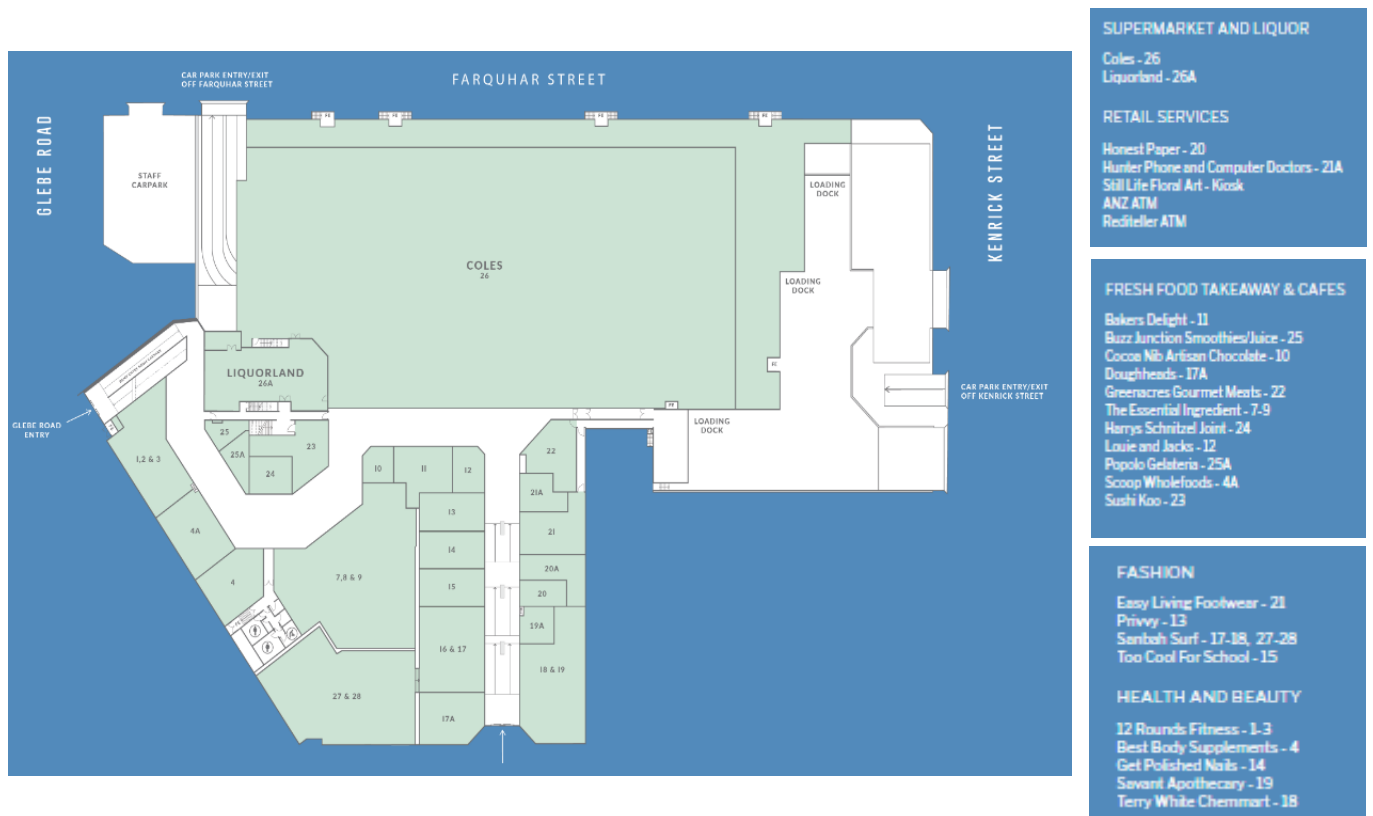 CAR PARK ENTRY/EXIT
OFF FARQUHAR STREET
FARQUHAR STREET
GLEBE ROAD
KENRICK STREET
STAFF
CARPARK
FE
FE
FE
FE
LOADING
DOCK
COLES
26
LOADING
DOCK
LIQUORLAND
26A
CAR PARK ENTRY/EXIT
OFF KENRICK STREET
GLEBE ROAD
ENTRY
LOADING
DOCK
25
25A
24
23
1,2 & 3
4A
4
10
11
12
13
14
15
16 & 17
17A
7,8 & 9
27 & 28
22
21A
21
20A
20
19A
18 & 19
SUPERMARKET AND LIQUOR
Coles - 26
Liquorland - 26A
RETAIL SERVICES
Honest Paper - 20
Hunter Phone and Computer Doctors - 21A
Still Life Floral Art - Kiosk
ANZ ATM
Rediteller ATM
FRESH FOOD TAKEAWAY & CAFES
Bakers Delight - 11
Buzz Junction Smoothies/Juice - 25
Cocoa Nib Artisan Chocolate - 10
Doughheads - 17A
Greenacres Gourmet Meats - 22
The Essential Ingredient - 7-9
Harrys Schnitzel Joint - 24
Louie and Jacks - 12
Popolo Gelateria - 25A
Scoop Wholefoods - 4A
Sushi Koo - 23
FASHION
Easy Living Footwear - 21
Privvy - 13
Sanbah Surf - 17-18, 27-28
Too Cool For School - 15
HEALTH AND BEAUTY
12 Rounds Fitness - 1-3
Best Body Supplements - 4
Get Polished Nails - 14
Savant Apothecary - 19
Terry White Chemmart - 18